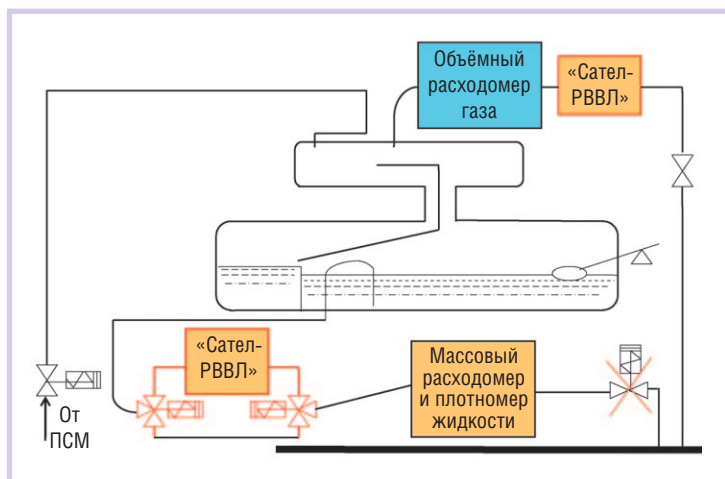 Объёмный
расходомер
газа
«Сател-
РВВЛ»
«Сател-
РВВЛ»
Массовый
расходомер
и плотномер
жидкости
От
ПСМ